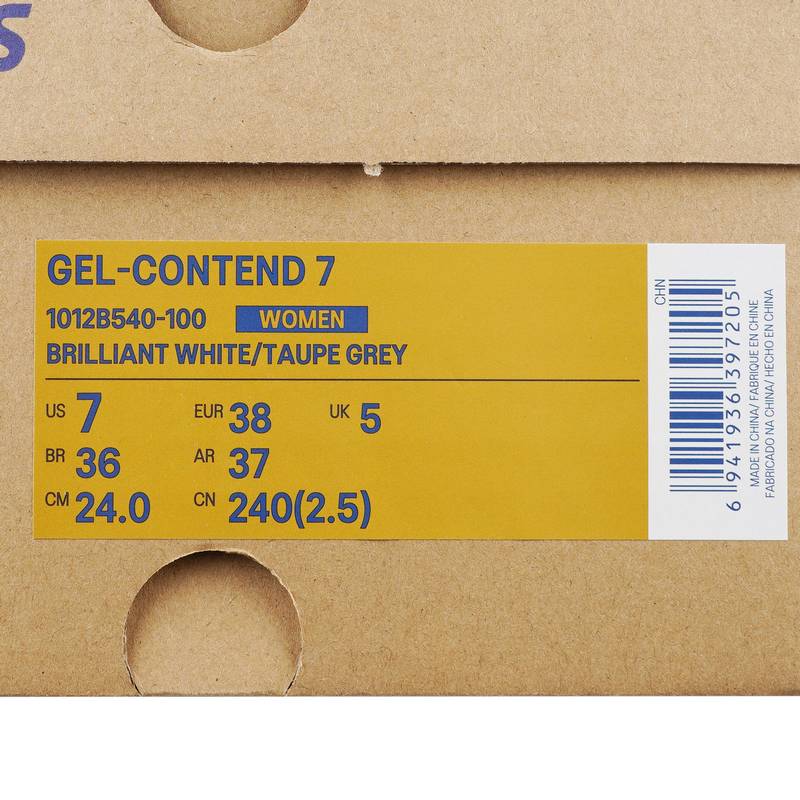 S
GEL-CONTEND 7
1012B540-100 WOMEN
BRILLIANT WHITE/TAUPE GREY
US 7 EUR 38 UK 5
BR 36 AR 37
CM 24.0 CN 240(2.5)
CHN
6 941936 397205
MADE IN CHINA/ FABRIQUE EN CHINE
FABRICADO NA CHINA/ HECHO EN CHINA